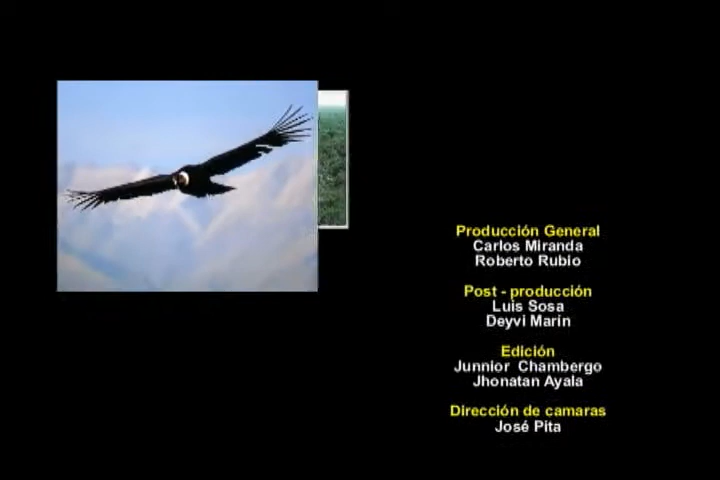 Producción General
Carlos Miranda
Roberto Rubio
Post - producción
Luis Sosa
Deyvi Marín
Edición
Junnior Chambergo
Jhonatan Ayala
Dirección de camaras
José Pita